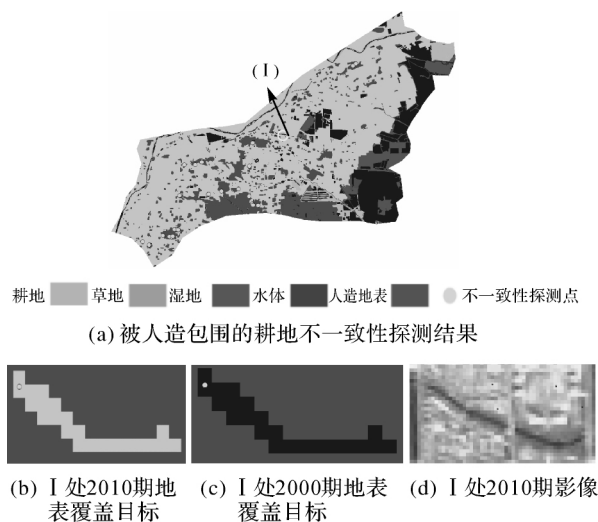 (Ⅰ)
耕地 草地 湿地 水体 人造地表 不一致性探测点
(a) 被人造包围的耕地不一致性探测结果
(b) Ⅰ处2010期地表覆盖目标
(c) Ⅰ处2000期地表覆盖目标
(d) Ⅰ处2010期影像